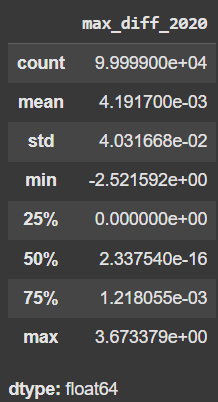 max_diff_2020
count 9.999900e+04
mean 4.191700e-03
std 4.031668e-02
min -2.521592e+00
25% 0.000000e+00
50% 2.337540e-16
75% 1.218055e-03
max 3.673379e+00
dtype: float64